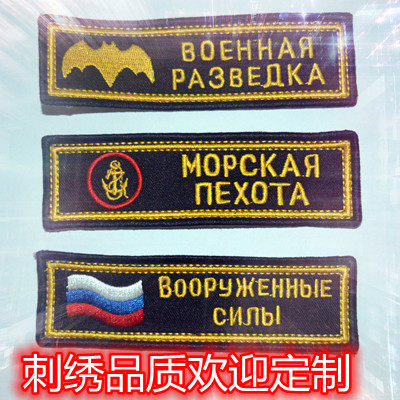 ВОЕННАЯ
РАЗВЕДКА
МОРСКАЯ
ПЕХОТА
ВООРУЖЕННЫЕ
СИЛЫ
刺绣品质欢迎定制